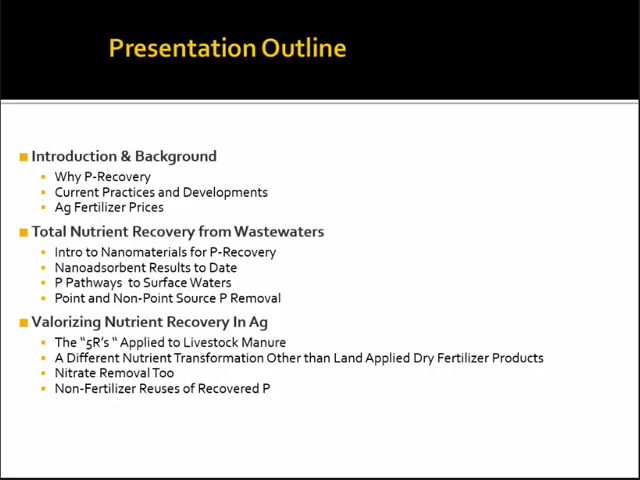 Presentation Outline
Introduction & Background
Why P-Recovery
Current Practices and Developments
Ag Fertilizer Prices
Total Nutrient Recovery from Wastewaters
Intro to Nanomaterials for P-Recovery
Nanoadsorbent Results to Date
P Pathways to Surface Waters
Point and Non-Point Source P Removal
Valorizing Nutrient Recovery In Ag
The "5R's " Applied to Livestock Manure
A Different Nutrient Transformation Other than Land Applied Dry Fertilizer Products
Nitrate Removal Too
Non-Fertilizer Reuses of Recovered P